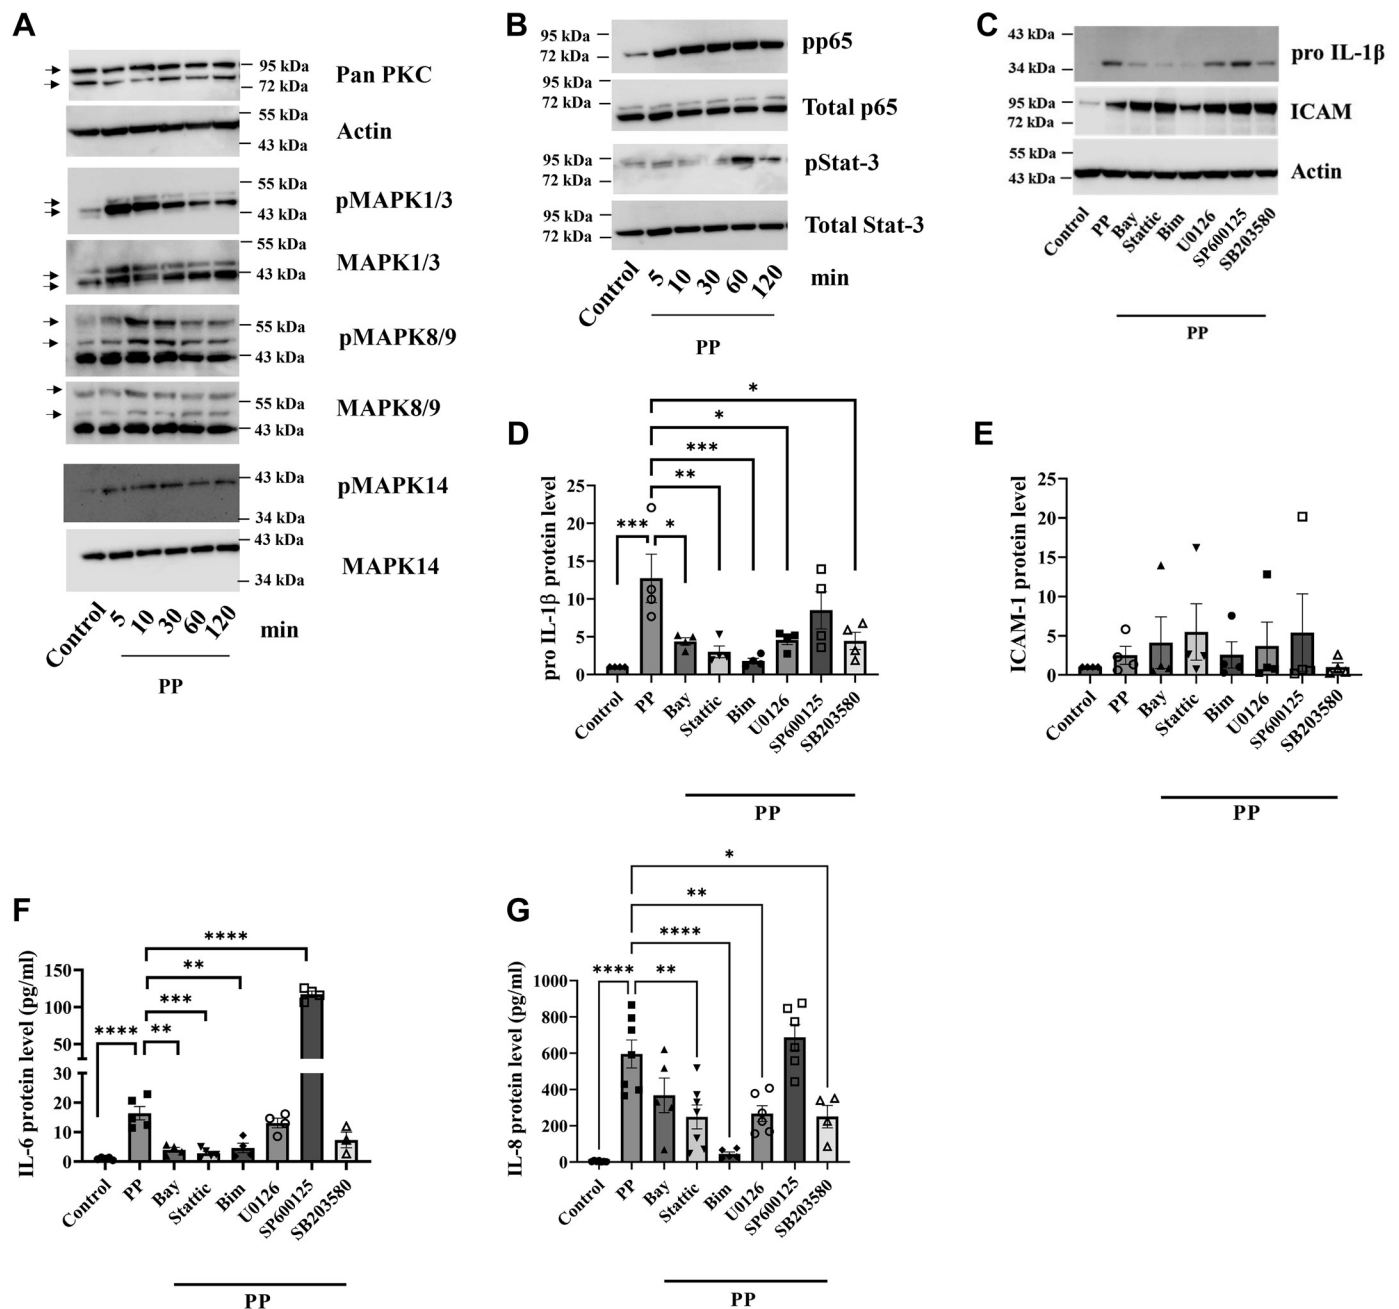 A
95 kDa
72 kDa
Pan PKC
55 kDa
43 kDa
Actin
55 kDa
43 kDa
pMAPK1/3
55 kDa
43 kDa
MAPK1/3
55 kDa
43 kDa
pMAPK8/9
55 kDa
43 kDa
MAPK8/9
43 kDa
34 kDa
pMAPK14
43 kDa
34 kDa
MAPK14
Control 5 10 30 60 120 min
PP
B
95 kDa
72 kDa
pp65
95 kDa
72 kDa
Total p65
95 kDa
72 kDa
pStat-3
95 kDa
72 kDa
Total Stat-3
Control 5 10 30 60 120 min
PP
C
43 kDa
34 kDa
pro IL-1β
95 kDa
72 kDa
ICAM
55 kDa
43 kDa
Actin
Control PP Bay Stattic Bim U0126 SP600125 SB203580
PP
D
pro IL-1β protein level
25
20
15
10
5
0
*
*
***
**
*** *
Control PP Bay Stattic Bim U0126 SP600125 SB203580
PP
E
ICAM-1 protein level
25
20
15
10
5
0
Control PP Bay Stattic Bim U0126 SP600125 SB203580
PP
F
IL-6 protein level (pg/ml)
150
100
50
30
20
10
0
****
**
***
**** **
Control PP Bay Stattic Bim U0126 SP600125 SB203580
PP
G
IL-8 protein level (pg/ml)
1000
800
600
400
200
0
*
**
****
**** **
Control PP Bay Stattic Bim U0126 SP600125 SB203580
PP